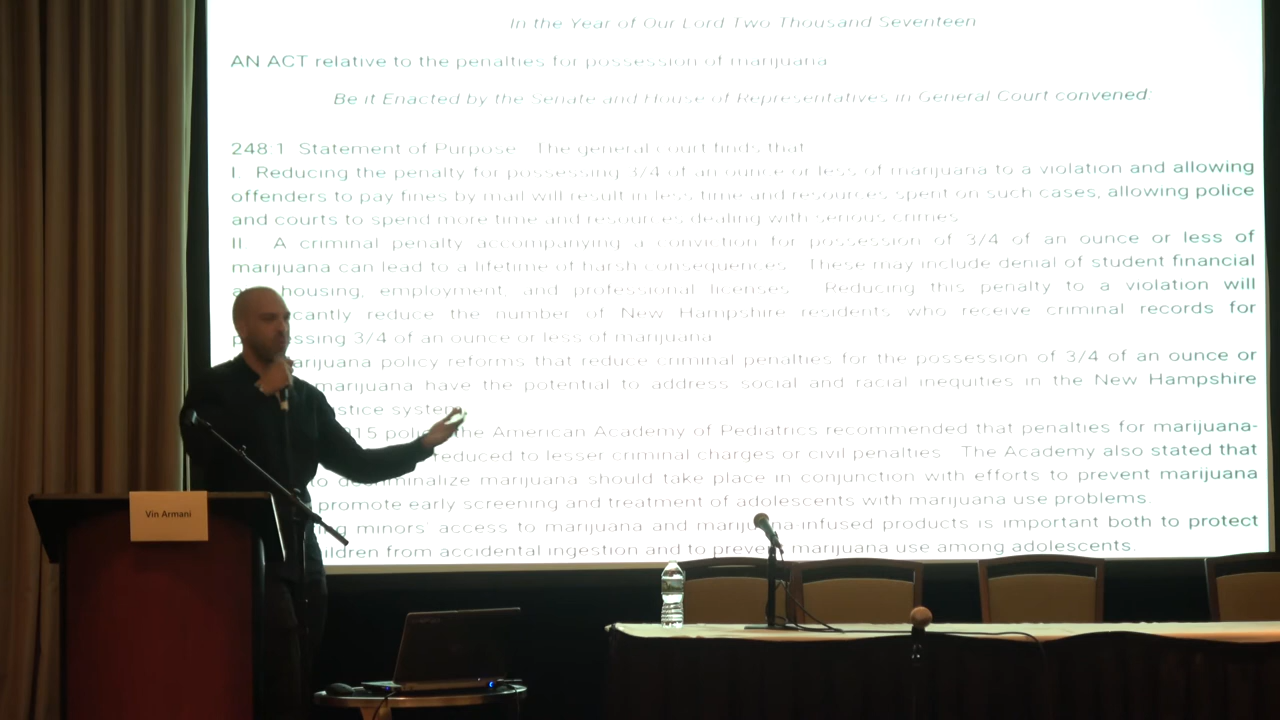 In the Year of Our Lord Two Thousand Seventeen
AN ACT relative to the penalties for possession of marijuana
Be it Enacted by the Senate and House of Representatives in General Court convened:
248:1 Statement of Purpose. The general court finds that
I. Reducing the penalty for possessing 3/4 of an ounce or less of marijuana to a violation and allowing
offenders to pay fines by mail will result in less time and resources spent on such cases, allowing police
and courts to spend more time and resources dealing with serious crimes.
II A criminal penalty accompanying a conviction for possession of 3/4 of an ounce or less of
marijuana can lead to a lifetime of harsh consequences. These may include denial of student financial
housing, employment, and professional licenses. Reducing this penalty to a violation will
cantly reduce the number of New Hampshire residents who receive criminal records for
ssing 3/4 of an ounce or less of marijuana
arijuana policy reforms that reduce criminal penalties for the possession of 3/4 of an ounce or
marijuana have the potential to address social and racial inequities in the New Hampshire
stice system
15 the American Academy of Pediatrics recommended that penalties for marijuana-
reduced to lesser criminal charges or civil penalties. The Academy also stated that
to decriminalize marijuana should take place in conjunction with efforts to prevent marijuana
promote early screening and treatment of adolescents with marijuana use problems.
g minors' access to marijuana and marijuana-infused products is important both to protect
ildren from accidental ingestion and to prevent marijuana use among adolescents.
Vin Armani